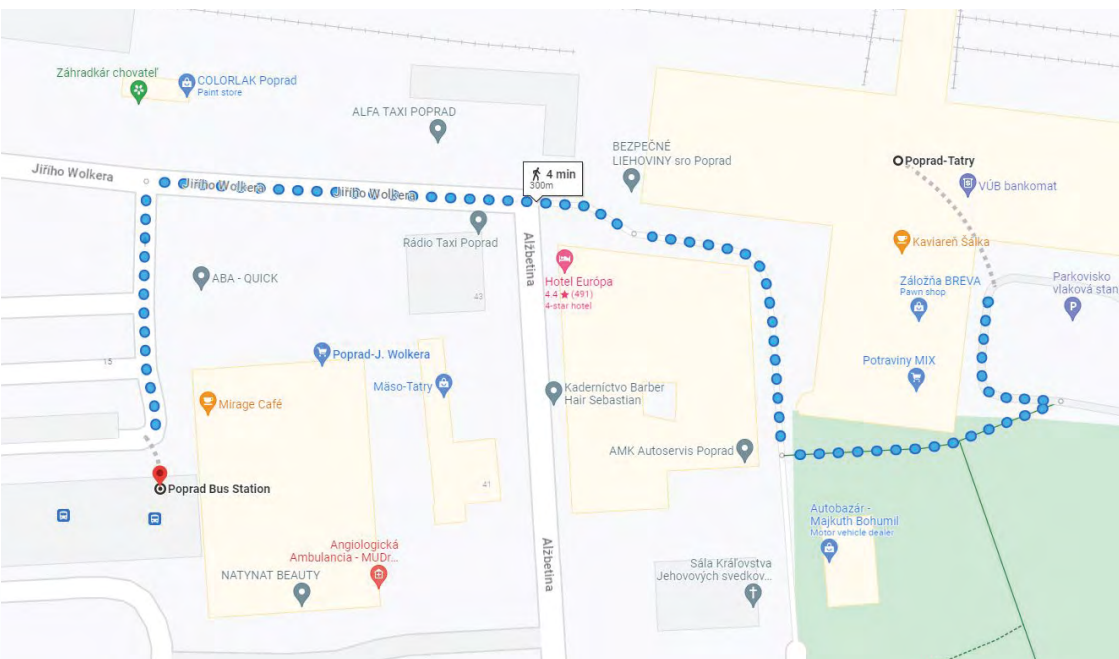 Záhradkár chovateľ
COLORLAK Poprad
Paint store
ALFA TAXI POPRAD
BEZPEČNÉ
LIEHOVINY sro Poprad
Poprad-Tatry
VÚB bankomat
Jiřího Wolkera
Jiřího Wolkera
Jiřího Wolkera
4 min
300m
Rádio Taxi Poprad
Alžbetina
Kaviareň Šálka
ABA - QUICK
43
Hotel Európa
4.4 ★ (491)
4-star hotel
Záložňa BREVA
Pawn shop
Parkovisko
vlaková stan
P
15
Poprad-J. Wolkera
Mäso-Tatry
Potraviny MIX
Mirage Café
Kaderníctvo Barber
Hair Sebastian
AMK Autoservis Poprad
Poprad Bus Station
41
Autobazár -
Majkuth Bohumil
Motor vehicle dealer
Angiologická
Ambulancia - MUDr...
NATYNAT BEAUTY
Alžbetina
Sála Kráľovstva
Jehovových svedkov...